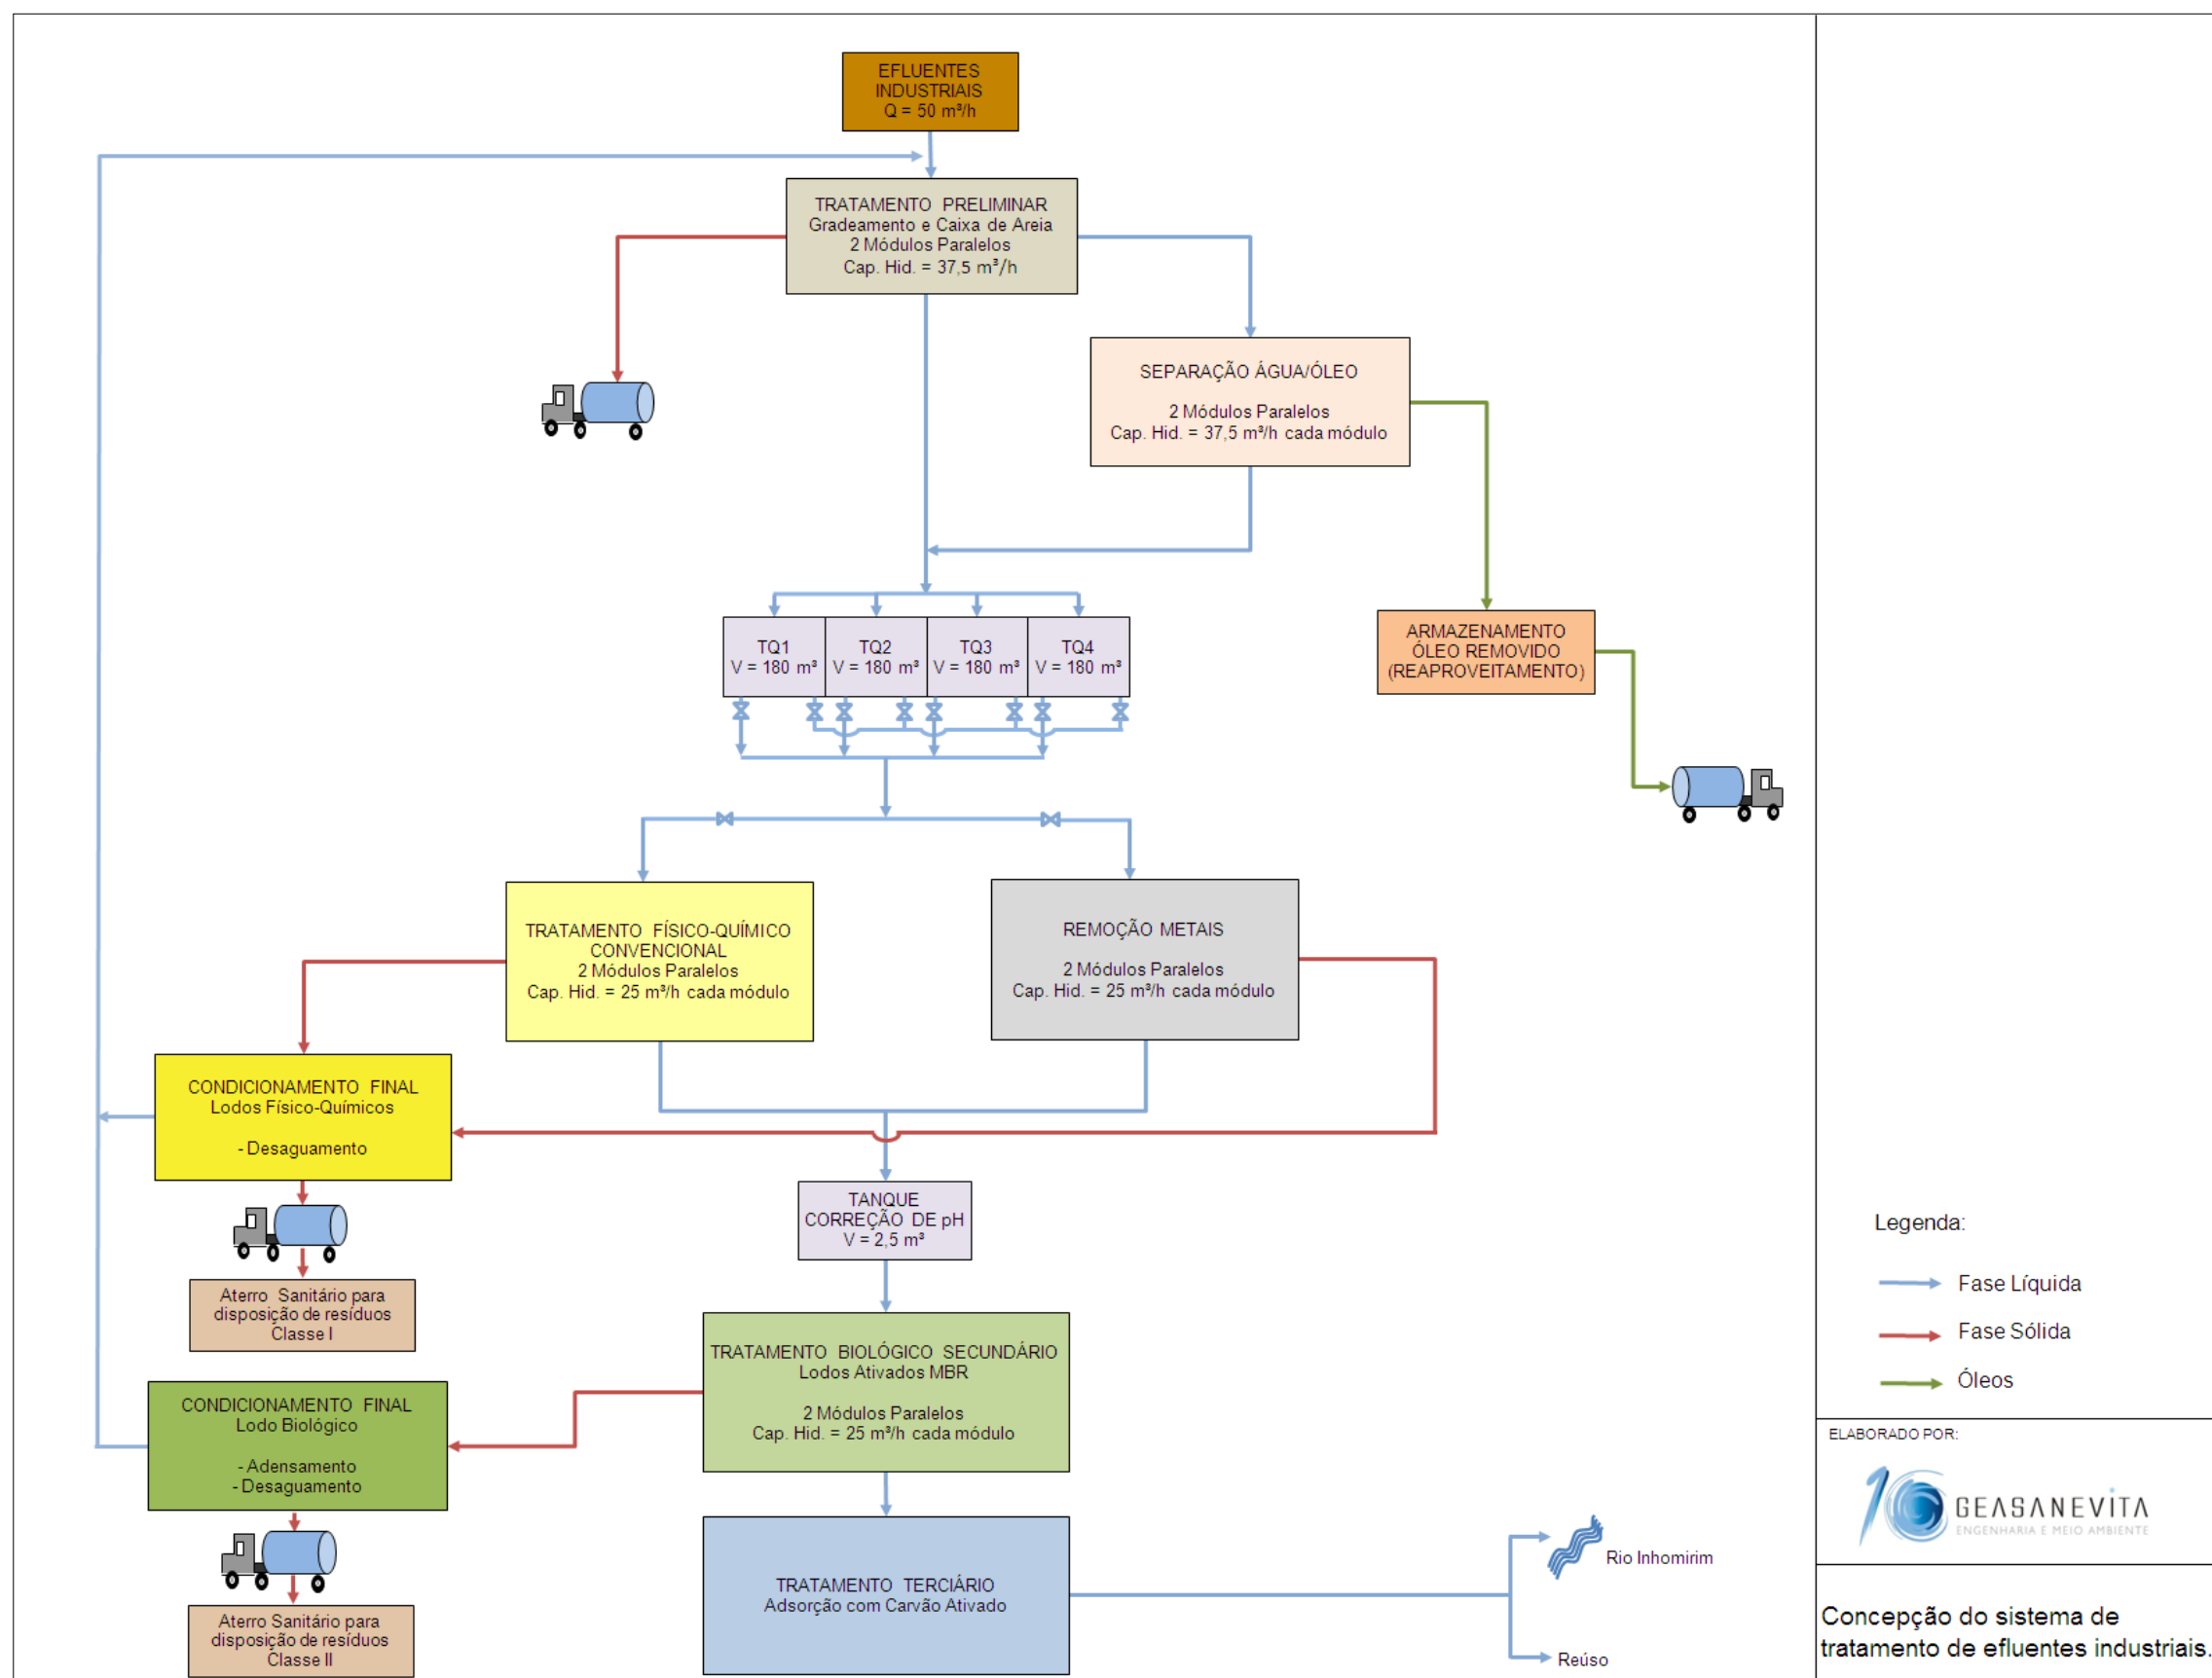 EFLUENTES
INDUSTRIAIS
Q = 50 m³/h
TRATAMENTO PRELIMINAR
Gradeamento e Caixa de Areia
2 Módulos Paralelos
Cap. Hid. = 37,5 m³/h
SEPARAÇÃO ÁGUA/ÓLEO
2 Módulos Paralelos
Cap. Hid. = 37,5 m³/h cada módulo
TQ1
V = 180 m³
TQ2
V = 180 m³
TQ3
V = 180 m³
TQ4
V = 180 m³
ARMAZENAMENTO
ÓLEO REMOVIDO
(REAPROVEITAMENTO)
TRATAMENTO FÍSICO-QUÍMICO
CONVENCIONAL
2 Módulos Paralelos
Cap. Hid. = 25 m³/h cada módulo
REMOÇÃO METAIS
2 Módulos Paralelos
Cap. Hid. = 25 m³/h cada módulo
CONDICIONAMENTO FINAL
Lodos Físico-Químicos
- Desaguamento
TANQUE
CORREÇÃO DE pH
V = 2,5 m³
Aterro Sanitário para
disposição de resíduos
Classe I
TRATAMENTO BIOLÓGICO SECUNDÁRIO
Lodos Ativados MBR
2 Módulos Paralelos
Cap. Hid. = 25 m³/h cada módulo
CONDICIONAMENTO FINAL
Lodo Biológico
- Adensamento
- Desaguamento
Aterro Sanitário para
disposição de resíduos
Classe II
TRATAMENTO TERCIÁRIO
Adsorção com Carvão Ativado
Rio Inhomirim
Reúso
Legenda:
Fase Líquida
Fase Sólida
Óleos
ELABORADO POR:
10
GEASANEVITA
ENGENHARIA E MEIO AMBIENTE
Concepção do sistema de
tratamento de efluentes industriais.